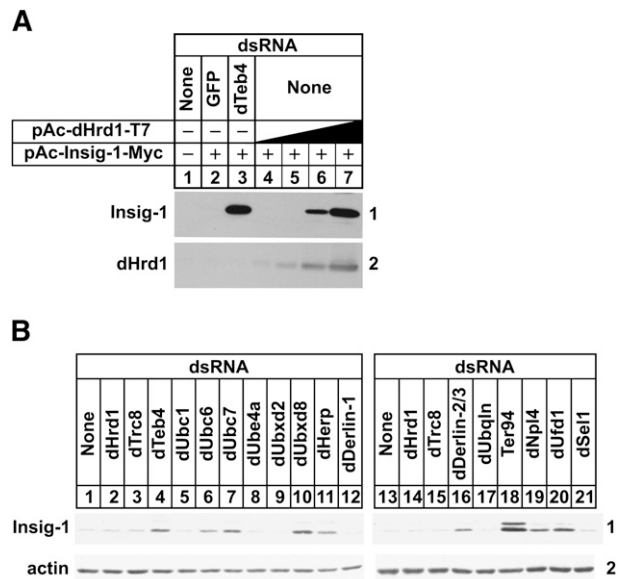 A
dsRNA
None GFP dTeb4 None
pAc-dHrd1-T7 – – –
pAc-Insig-1-Myc – + + + + + +
1 2 3 4 5 6 7
Insig-1 1
dHrd1 2
B
dsRNA dsRNA
None dHrd1 dTrc8 dTeb4 dUbc1 dUbc6 dUbc7 dUbe4a dUbxd2 dUbxd8 dHerp dDerlin-1 None dHrd1 dTrc8 dDerlin-2/3 dUbqln Ter94 dNpl4 dUfd1 dSel1
1 2 3 4 5 6 7 8 9 10 11 12 13 14 15 16 17 18 19 20 21
Insig-1 1
actin 2